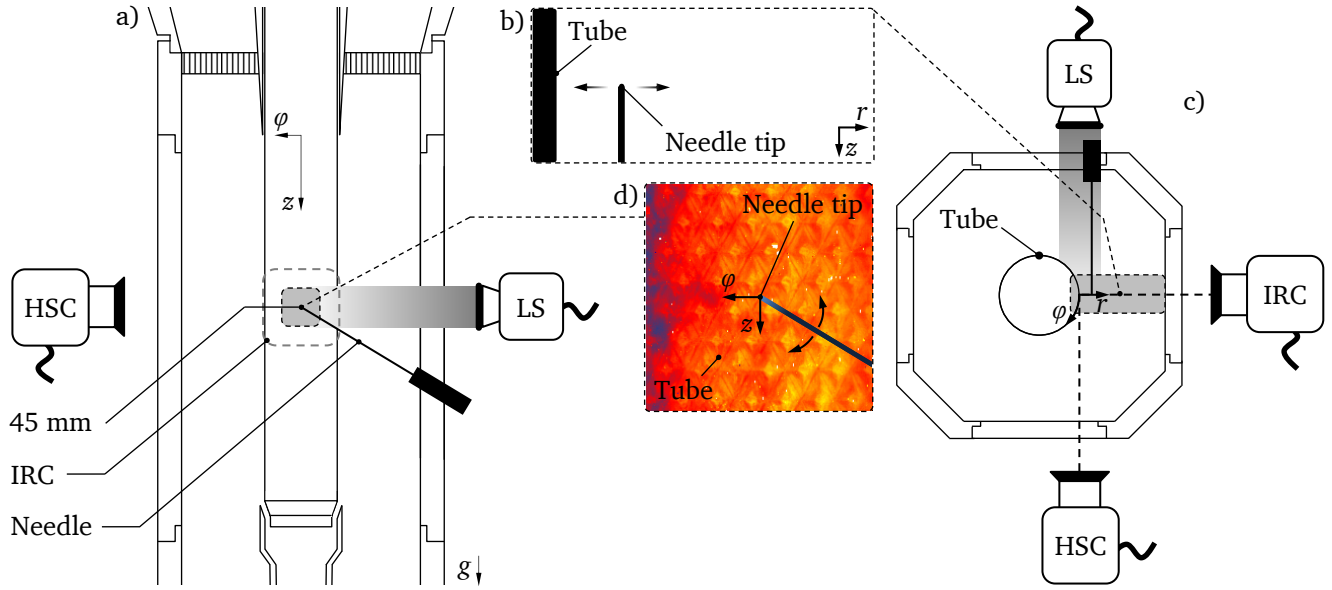 a)
φ
z
HSC
LS
45 mm
IRC
Needle
g
b)
Tube
Needle tip
r
z
d)
Needle tip
φ
z
Tube
c)
LS
Tube
φ
r
IRC
HSC